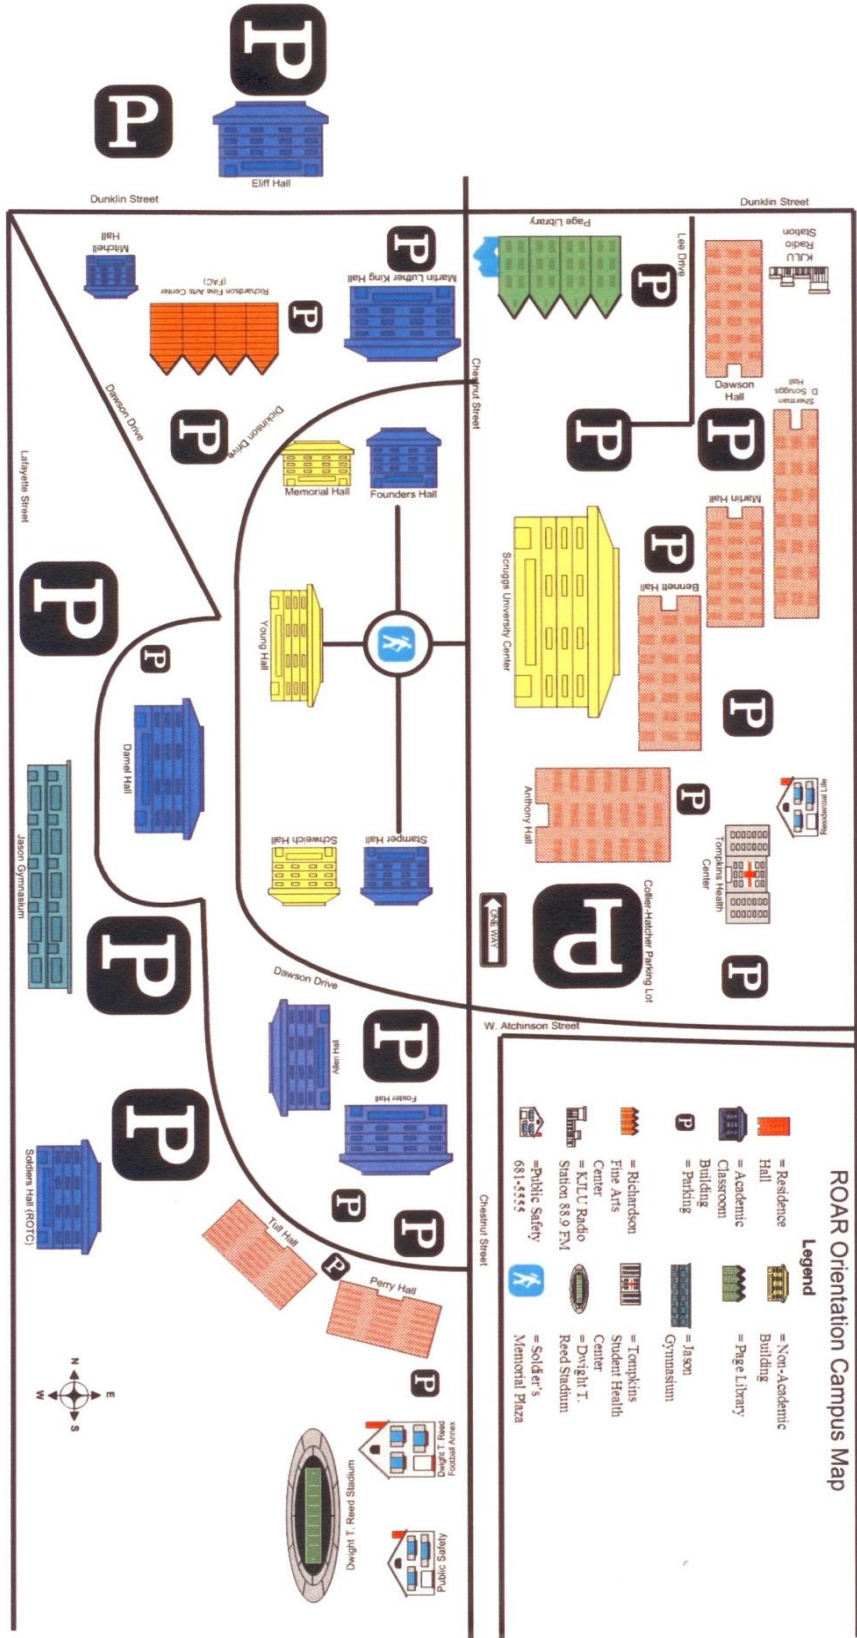 ROAR Orientation Campus Map
Legend
= Residence
Hall
= Non-Academic
Building
= Academic
Classroom
Building
= Page Library
= Parking
= Jason
Gymnasium
= Richardson
Fine Arts
Center
= Tompkins
Student Health
Center
= KJLU Radio
Station 88.9 FM
= Dwight T.
Reed Stadium
=Public Safety
681-5555
= Soldier's
Memorial Plaza
Dunklin Street
Dunklin Street
Eliff Hall
P
P
KJLU
Radio
Station
Dawson
Hall
Lee Drive
Page Library
P
Sherman
D. Scruggs
Hall
P
P
Martin Hall
P
Bennett Hall
Scruggs University
Center
P
Residential Life
Tompkins Health
Center
P
Anthony Hall
Collier-Hatcher Parking Lot
P
P
ONE WAY
W. Atchinson Street
Chestnut Street
Chestnut Street
Martin Luther King Hall
P
P
Richardson Fine Arts Center
(FAC)
Mitchell
Hall
Dawson Drive
Dickinson Drive
P
Lafayette Street
Memorial Hall
Founders Hall
Young Hall
P
P
Damel Hall
Schweich Hall
Stamper Hall
Jason Gymnasium
Dawson Drive
P
Allen Hall
P
Foster Hall
P
P
P
Soldiers Hall (ROTC)
Tull Hall
P
Perry Hall
P
Dwight T. Reed
Football Annex
Dwight T. Reed Stadium
Public Safety
N
E
S
W